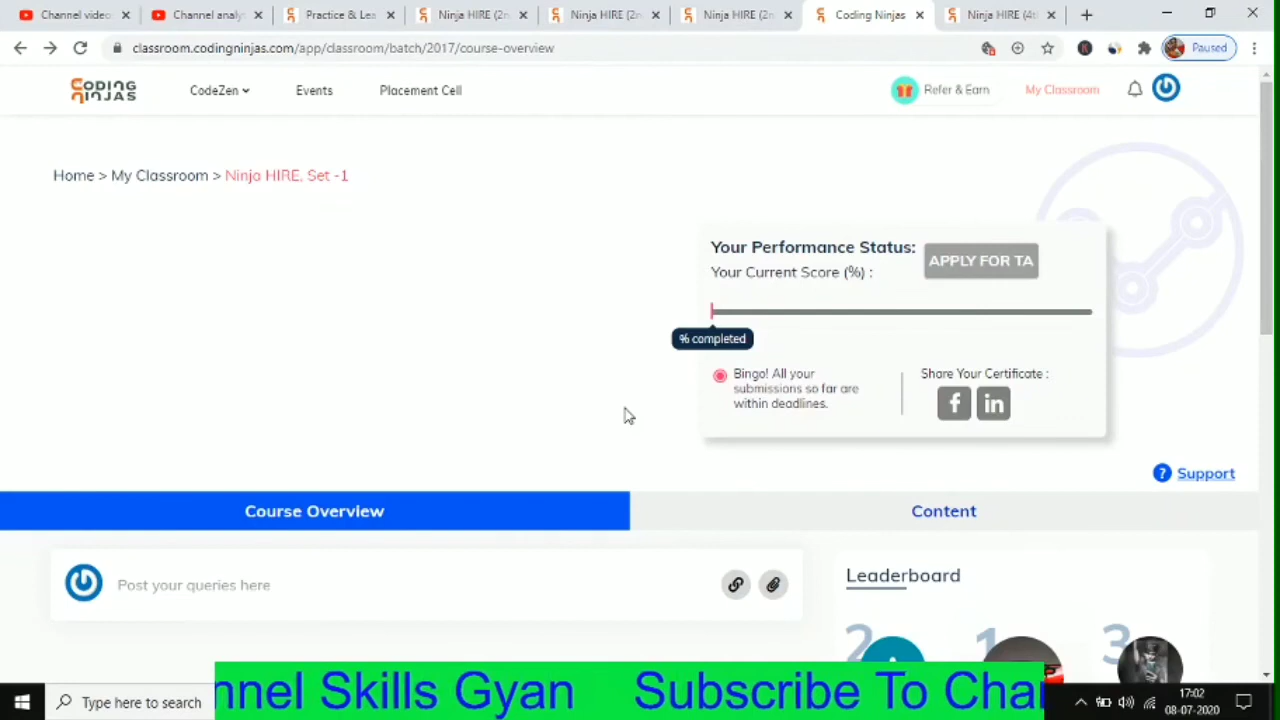 Channel video
Channel analy
Practice & Lea
Ninja HIRE (2n
Ninja HIRE (2n
Ninja HIRE (2n
Coding Ninjas
Ninja HIRE (4t
classroom.codingninjas.com/app/classroom/batch/2017/course-overview
Paused
CODING NINJAS
CodeZen
Events
Placement Cell
Refer & Earn
My Classroom
Home > My Classroom > Ninja HIRE, Set -1
Your Performance Status:
APPLY FOR TA
Your Current Score (%) :
% completed
Bingo! All your
submissions so far are
within deadlines.
Share Your Certificate :
f in
? Support
Course Overview
Content
Post your queries here
Leaderboard
2 1 3
nnel Skills Gyan Subscribe To Cha
Type here to search
17:02
08-07-2020